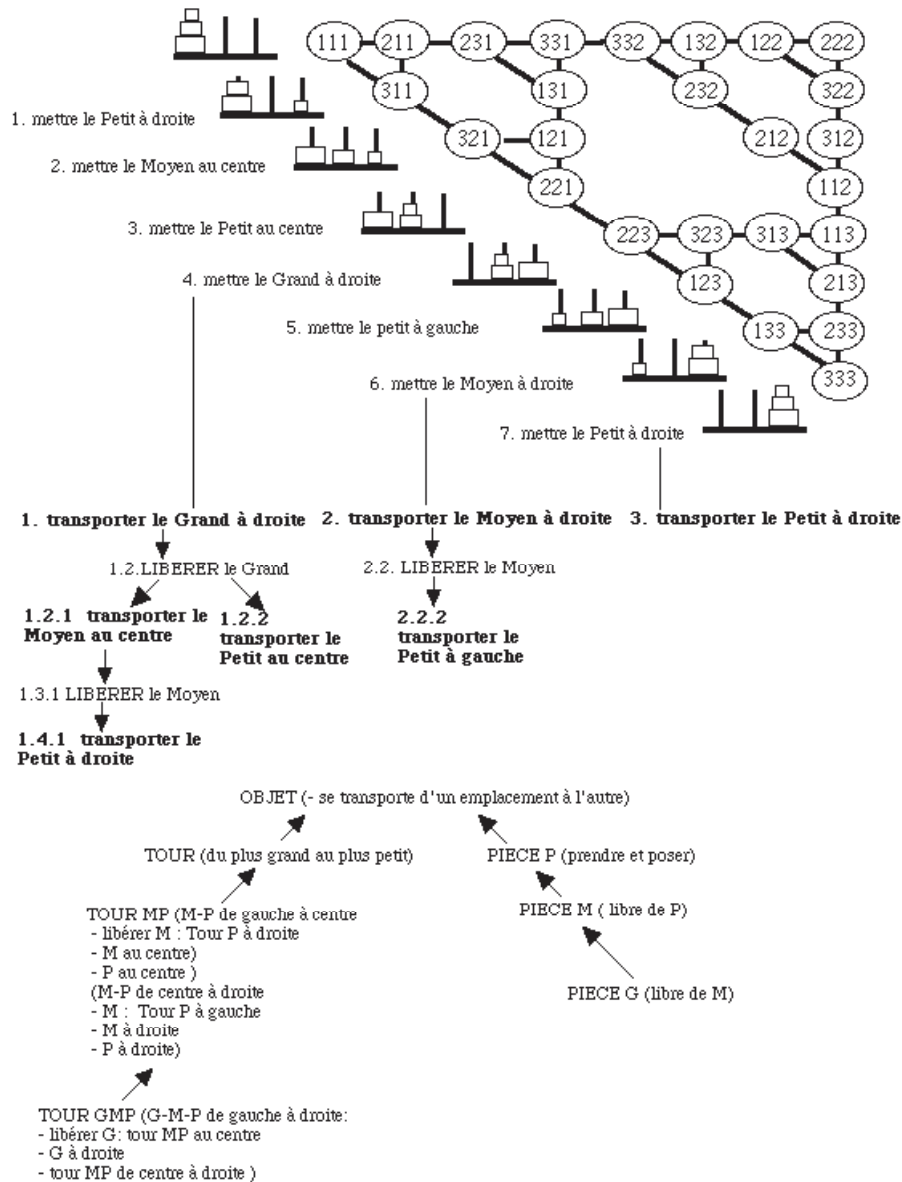 111 211 231 331 332 132 122 222
311 131 232 322
1. mettre le Petit à droite
321 121 212 312
2. mettre le Moyen au centre
221 112
3. mettre le Petit au centre
223 323 313 113
4. mettre le Grand à droite
123 213
5. mettre le petit à gauche
133 233
6. mettre le Moyen à droite
333
7. mettre le Petit à droite
1. transporter le Grand à droite 2. transporter le Moyen à droite 3. transporter le Petit à droite
1.2.LIBERER le Grand 2.2. LIBERER le Moyen
1.2.1 transporter le
Moyen au centre
1.2.2
transporter le
Petit au centre
2.2.2
transporter le
Petit à gauche
1.3.1 LIBERER le Moyen
1.4.1 transporter le
Petit à droite
OBJET (- se transporte d'un emplacement à l'autre)
TOUR (du plus grand au plus petit)
PIECE P (prendre et poser)
TOUR MP (M-P de gauche à centre
- libérer M : Tour P à droite
- M au centre)
- P au centre )
(M-P de centre à droite
- M : Tour P à gauche
- M à droite
- P à droite)
PIECE M ( libre de P)
PIECE G (libre de M)
TOUR GMP (G-M-P de gauche à droite:
- libérer G: tour MP au centre
- G à droite
- tour MP de centre à droite )